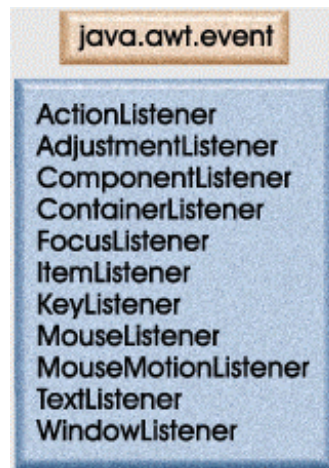 java.awt.event
ActionListener
AdjustmentListener
ComponentListener
ContainerListener
FocusListener
ItemListener
KeyListener
MouseListener
MouseMotionListener
TextListener
WindowListener